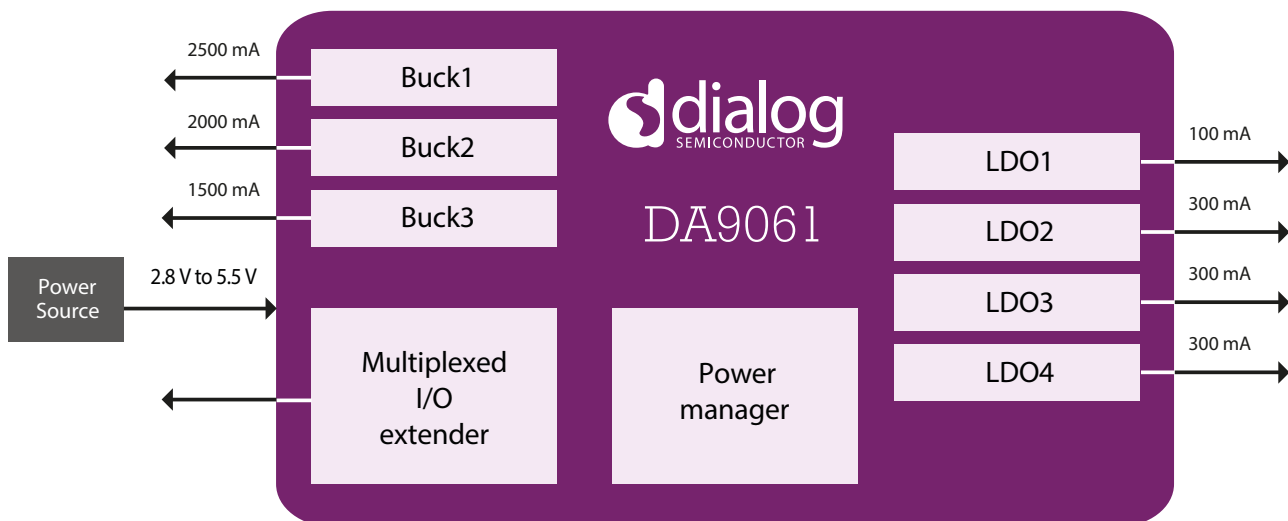 2500 mA
Buck1
2000 mA
Buck2
1500 mA
Buck3
Power
Source
2.8 V to 5.5 V
Multiplexed
I/O
extender
dialog
SEMICONDUCTOR
DA9061
Power
manager
LDO1
100 mA
LDO2
300 mA
LDO3
300 mA
LDO4
300 mA